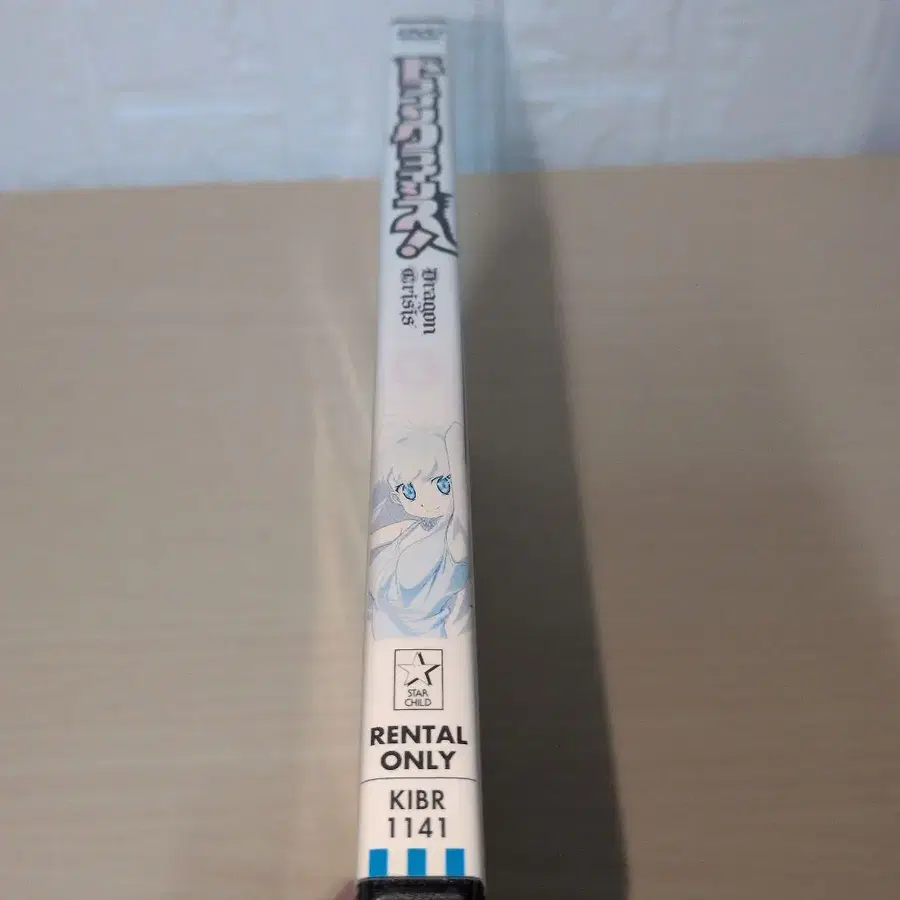 DVD
ドラゴンクライシス!
Dragon
Crisis
STAR
CHILD
RENTAL
ONLY
KIBR
1141